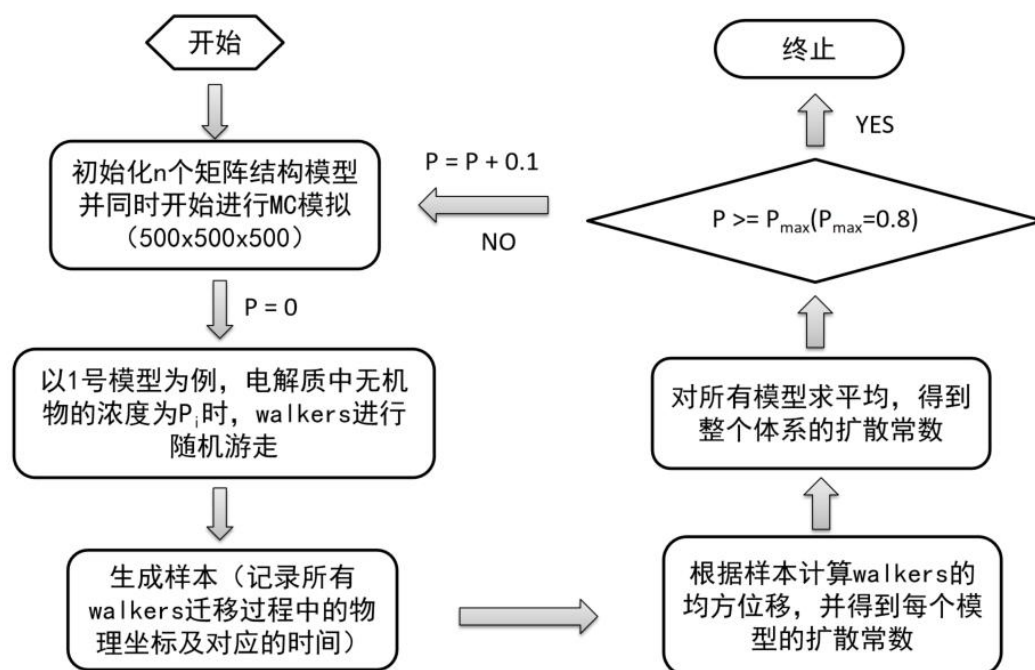 开始
初始化n个矩阵结构模型
并同时开始进行MC模拟
（500x500x500）
P = 0
以1号模型为例，电解质中无机
物的浓度为Pi时，walkers进行
随机游走
生成样本（记录所有
walkers迁移过程中的物
理坐标及对应的时间）
根据样本计算walkers的
均方位移，并得到每个模
型的扩散常数
对所有模型求平均，得到
整个体系的扩散常数
P >= Pmax(Pmax=0.8)
P = P + 0.1
NO
YES
终止